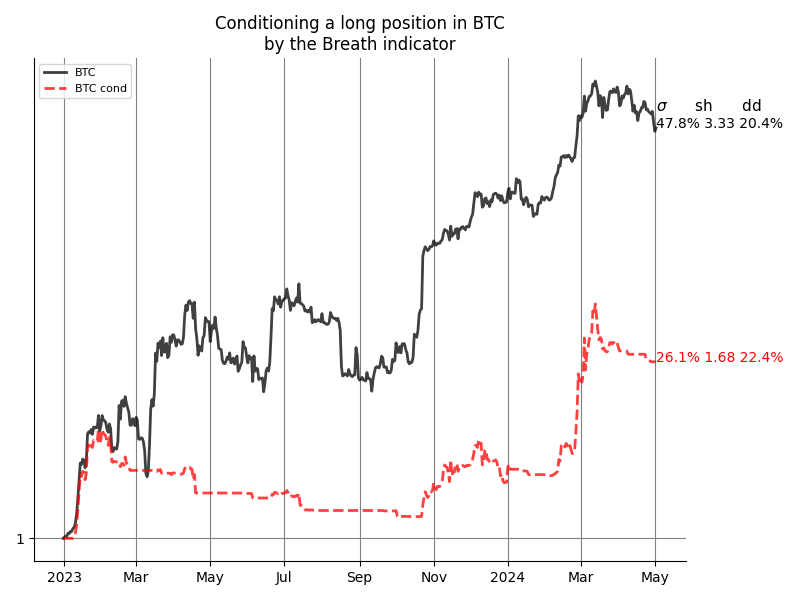 Conditioning a long position in BTC
by the Breath indicator
BTC
BTC cond
σ sh dd
47.8% 3.33 20.4%
26.1% 1.68 22.4%
1
2023 Mar May Jul Sep Nov 2024 Mar May